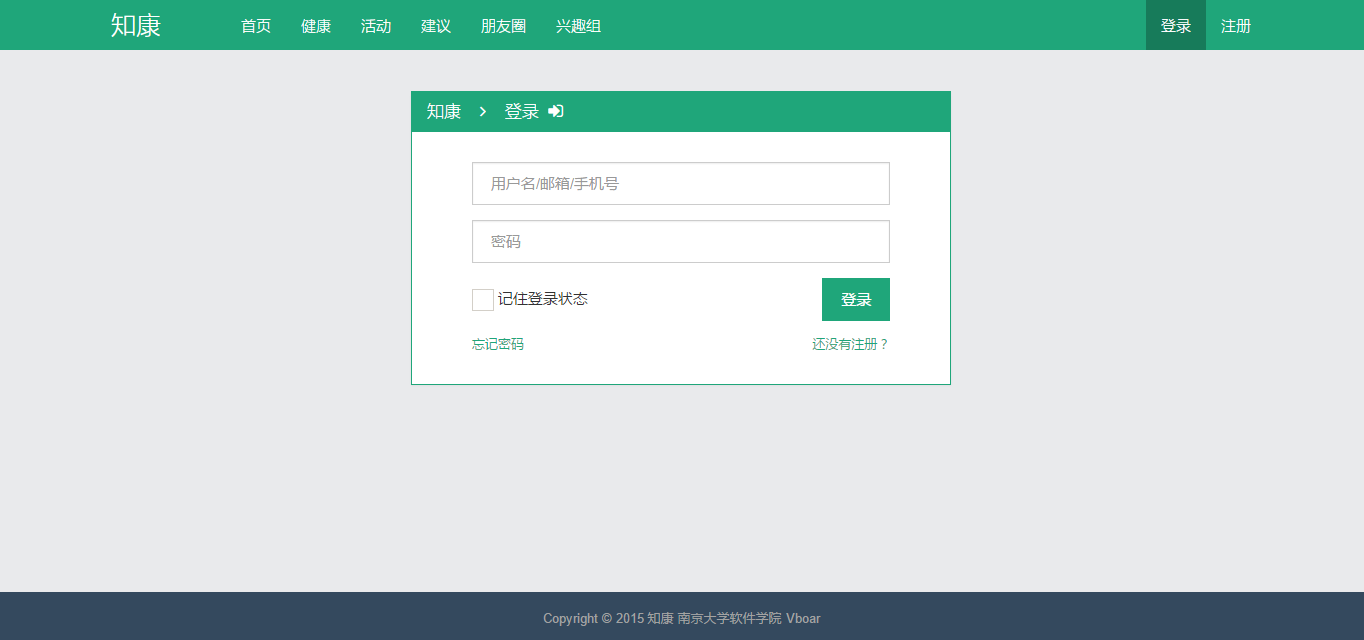 知康 首页 健康 活动 建议 朋友圈 兴趣组 登录 注册
知康 > 登录
用户名/邮箱/手机号
密码
记住登录状态 登录
忘记密码 还没有注册？
Copyright © 2015 知康 南京大学软件学院 Vboar